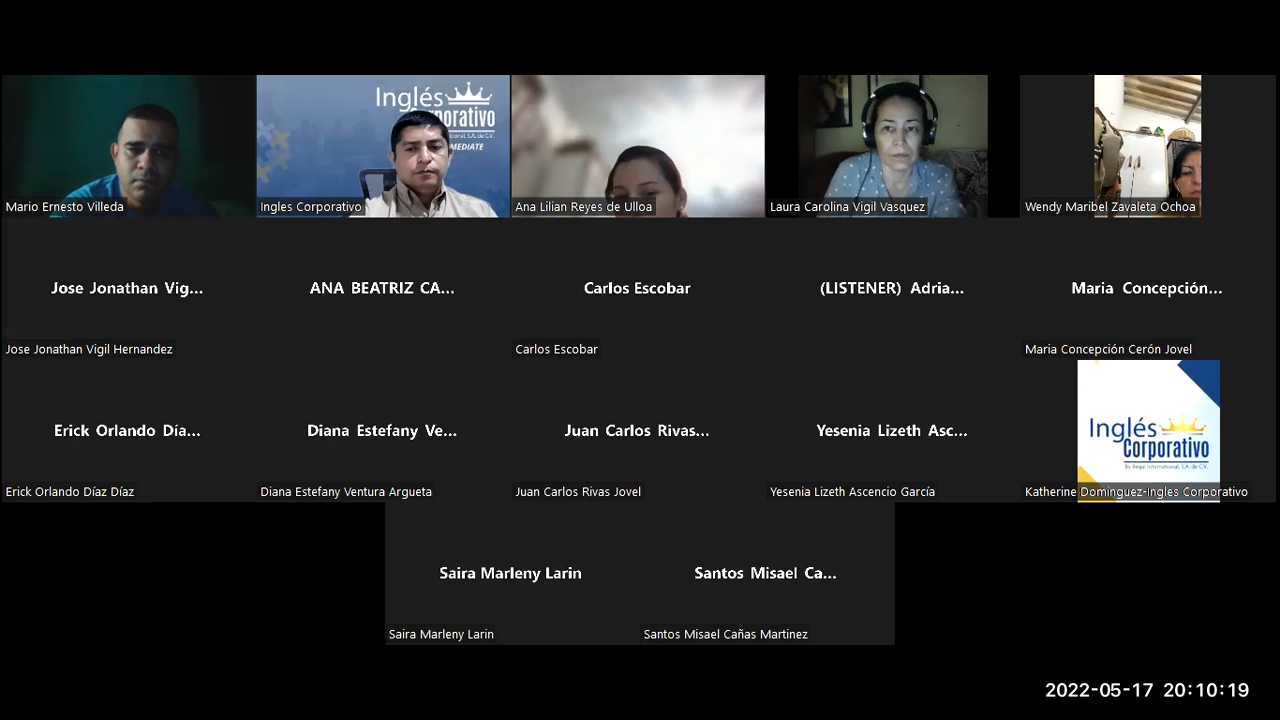 Inglés
Corporativo
MEDIATE
Mario Ernesto Villeda
Ingles Corporativo
Ana Lilian Reyes de Ulloa
Laura Carolina Vigil Vasquez
Wendy Maribel Zavaleta Ochoa
Jose Jonathan Vig...
ANA BEATRIZ CA...
Carlos Escobar
(LISTENER) Adria...
Maria Concepción...
Jose Jonathan Vigil Hernandez
Carlos Escobar
Maria Concepción Cerón Jovel
Erick Orlando Día...
Diana Estefany Ve...
Juan Carlos Rivas...
Yesenia Lizeth Asc...
Inglés
Corporativo
By Regal International, S.A. de C.V.
Erick Orlando Díaz Díaz
Diana Estefany Ventura Argueta
Juan Carlos Rivas Jovel
Yesenia Lizeth Ascencio García
Katherine Dominguez-Ingles Corporativo
Saira Marleny Larin
Santos Misael Ca...
Saira Marleny Larin
Santos Misael Cañas Martinez
2022-05-17 20:10:19